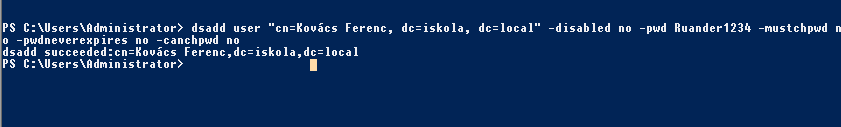 PS C:\Users\Administrator> dsadd user "cn=Kovács Ferenc, dc=iskola, dc=local" -disabled no -pwd Ruander1234 -mustchpwd n
o -pwdneverexpires no -canchpwd no
dsadd succeeded:cn=Kovács Ferenc,dc=iskola,dc=local
PS C:\Users\Administrator>